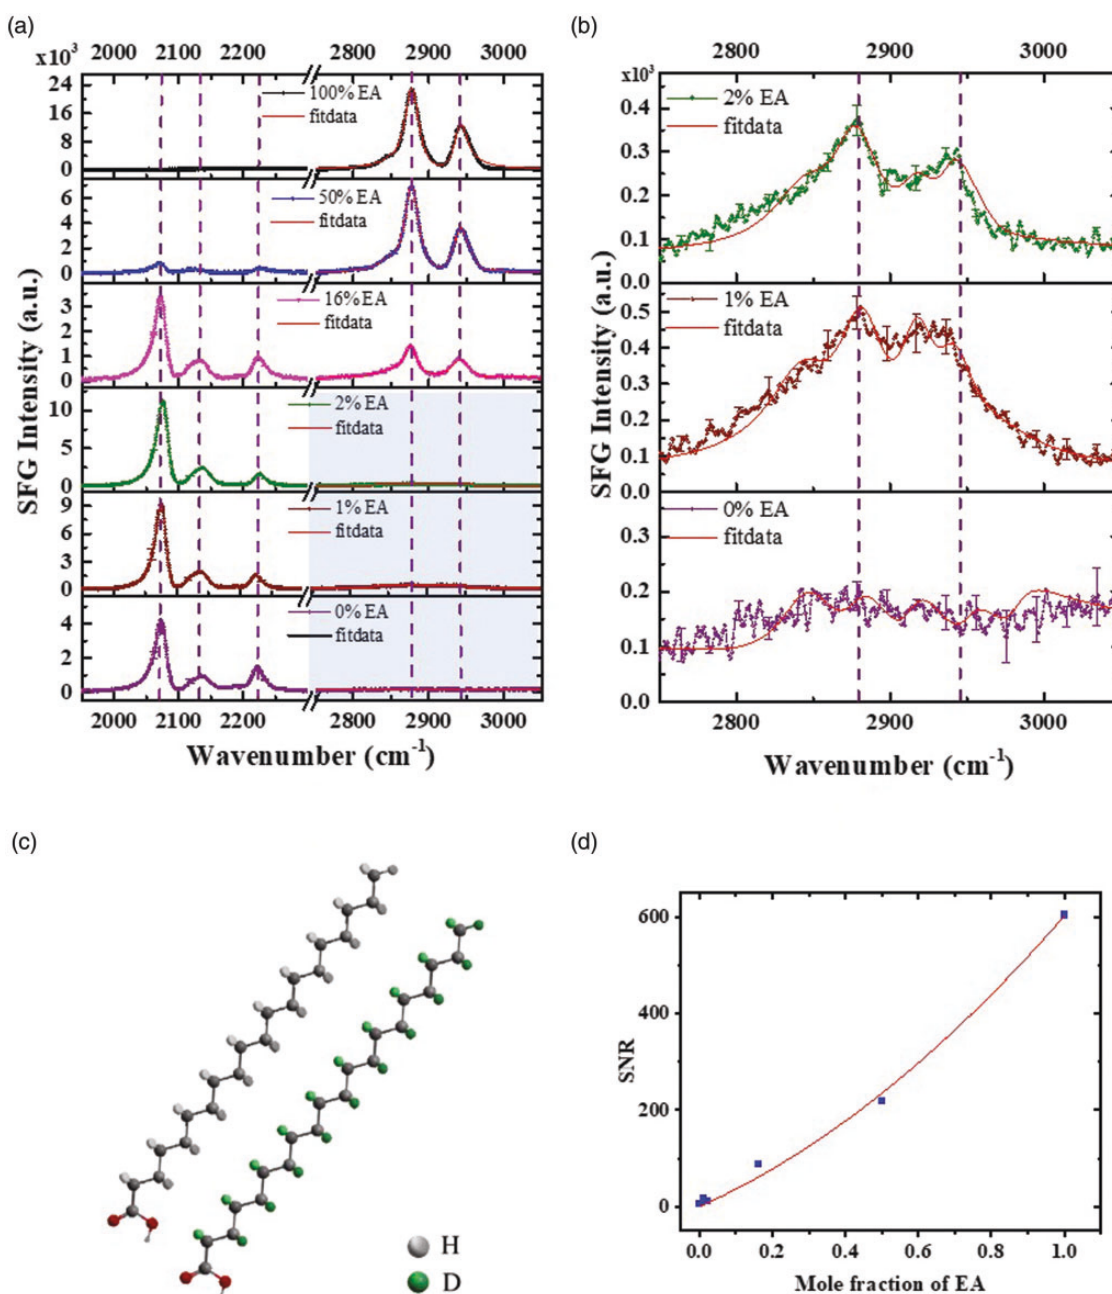 (a)
2000 2100 2200 2800 2900 3000
x10³
24
16
8
0
100% EA
fitdata
6
4
2
0
50% EA
fitdata
3
2
1
0
16% EA
fitdata
10
5
0
2% EA
fitdata
9
6
3
0
1% EA
fitdata
4
2
0
0% EA
fitdata
SFG Intensity (a.u.)
2000 2100 2200 2800 2900 3000
Wavenumber (cm⁻¹)
(b)
2800 2900 3000
x10³
0.4
0.3
0.2
0.1
0.0
2% EA
fitdata
0.5
0.4
0.3
0.2
0.1
0.0
1% EA
fitdata
0.3
0.2
0.1
0.0
0% EA
fitdata
SFG Intensity (a.u.)
2800 2900 3000
Wavenumber (cm⁻¹)
(c)
H
D
(d)
600
400
200
0
SNR
0.0 0.2 0.4 0.6 0.8 1.0
Mole fraction of EA